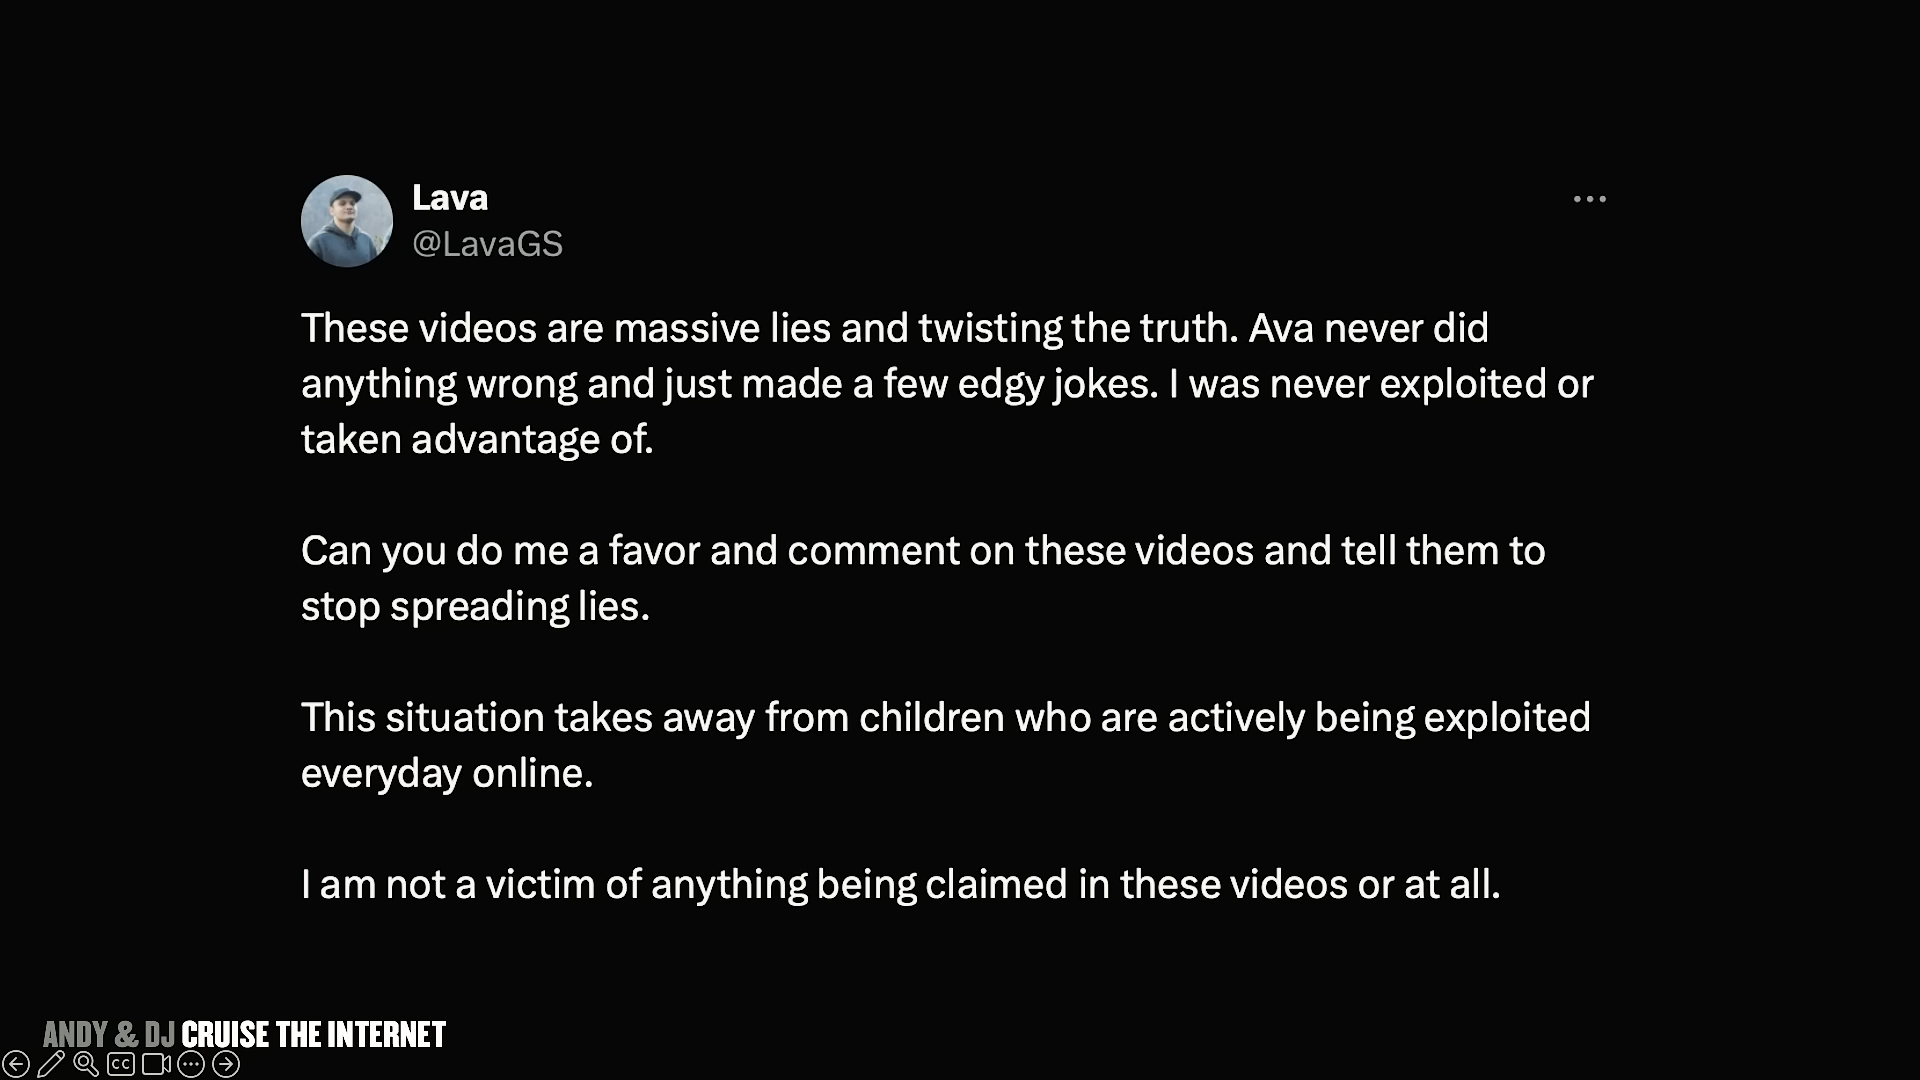 Lava
@LavaGS
These videos are massive lies and twisting the truth. Ava never did
anything wrong and just made a few edgy jokes. I was never exploited or
taken advantage of.
Can you do me a favor and comment on these videos and tell them to
stop spreading lies.
This situation takes away from children who are actively being exploited
everyday online.
I am not a victim of anything being claimed in these videos or at all.
ANDY & DJ CRUISE THE INTERNET
CC